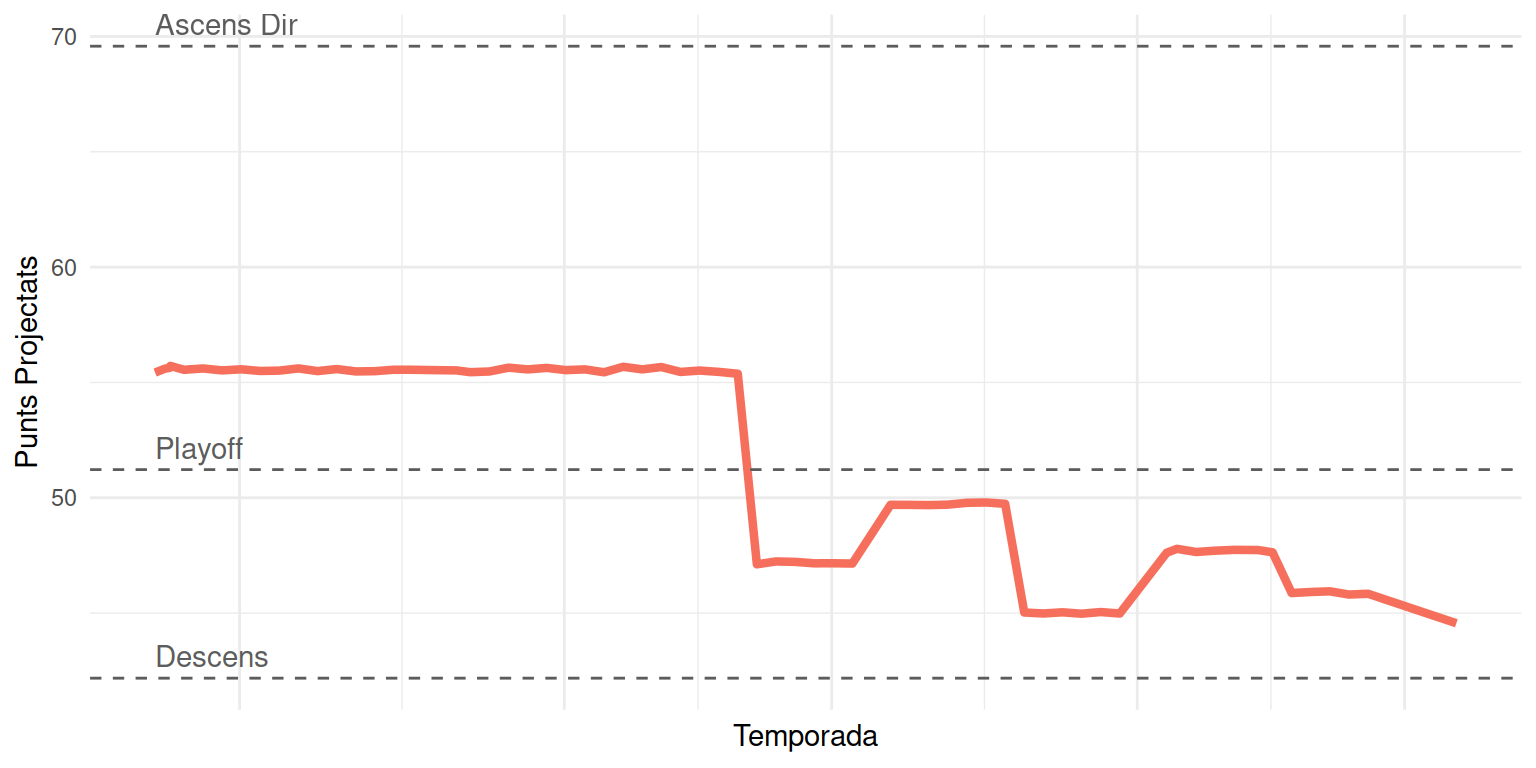 Ascens Dir
70
60
Playoff
50
Descens
Punts Projectats
Temporada